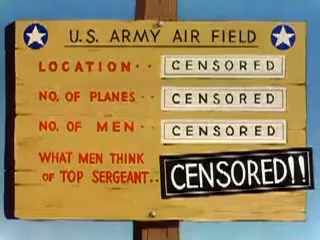 U.S. ARMY AIR FIELD
LOCATION·· CENSORED
NO. OF PLANES·· CENSORED
NO. OF MEN·· CENSORED
WHAT MEN THINK
OF TOP SERGEANT.. CENSORED!!